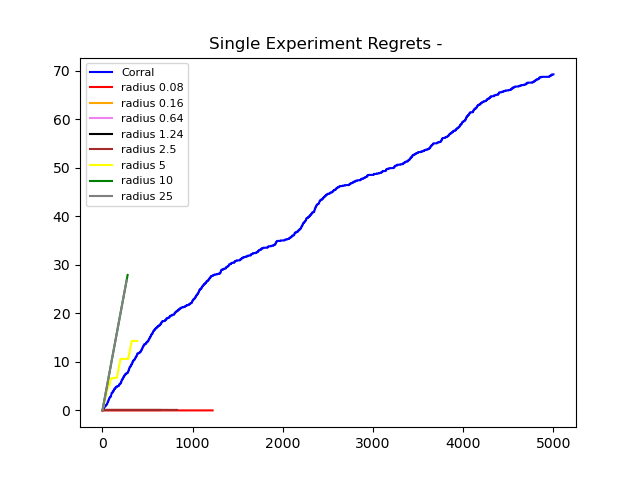 Single Experiment Regrets -
70
60
50
40
30
20
10
0
Corral
radius 0.08
radius 0.16
radius 0.64
radius 1.24
radius 2.5
radius 5
radius 10
radius 25
0 1000 2000 3000 4000 5000